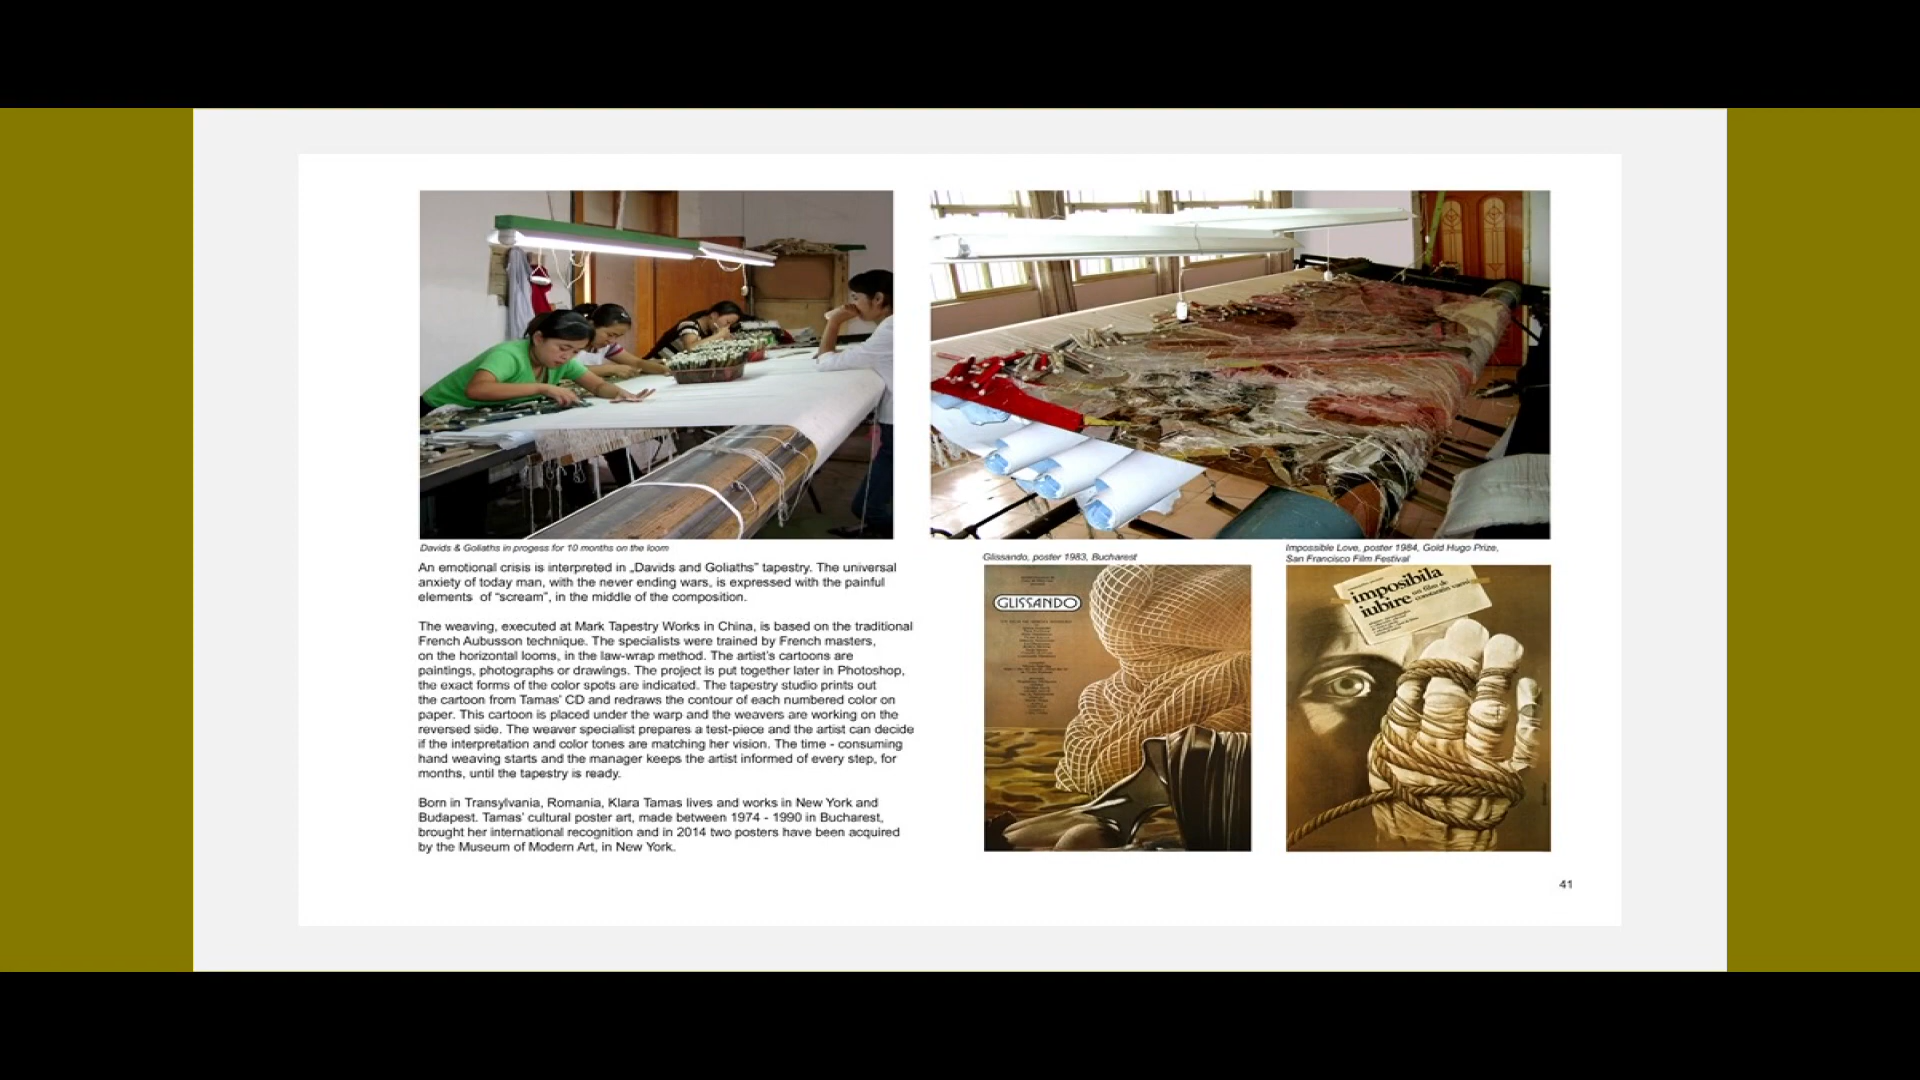 Davids & Goliaths in progess for 10 months on the loom
An emotional crisis is interpreted in „Davids and Goliaths” tapestry. The universal
anxiety of today man, with the never ending wars, is expressed with the painful
elements of “scream”, in the middle of the composition.
The weaving, executed at Mark Tapestry Works in China, is based on the traditional
French Aubusson technique. The specialists were trained by French masters,
on the horizontal looms, in the law-wrap method. The artist’s cartoons are
paintings, photographs or drawings. The project is put together later in Photoshop,
the exact forms of the color spots are indicated. The tapestry studio prints out
the cartoon from Tamas’ CD and redraws the contour of each numbered color on
paper. This cartoon is placed under the warp and the weavers are working on the
reversed side. The weaver specialist prepares a test-piece and the artist can decide
if the interpretation and color tones are matching her vision. The time - consuming
hand weaving starts and the manager keeps the artist informed of every step, for
months, until the tapestry is ready.
Born in Transylvania, Romania, Klara Tamas lives and works in New York and
Budapest. Tamas’ cultural poster art, made between 1974 - 1990 in Bucharest,
brought her international recognition and in 2014 two posters have been acquired
by the Museum of Modern Art, in New York.
Glissando, poster 1983, Bucharest
GLISSANDO
Impossible Love, poster 1984, Gold Hugo Prize,
San Francisco Film Festival
imposibila
iubire
un film de
constantin
41